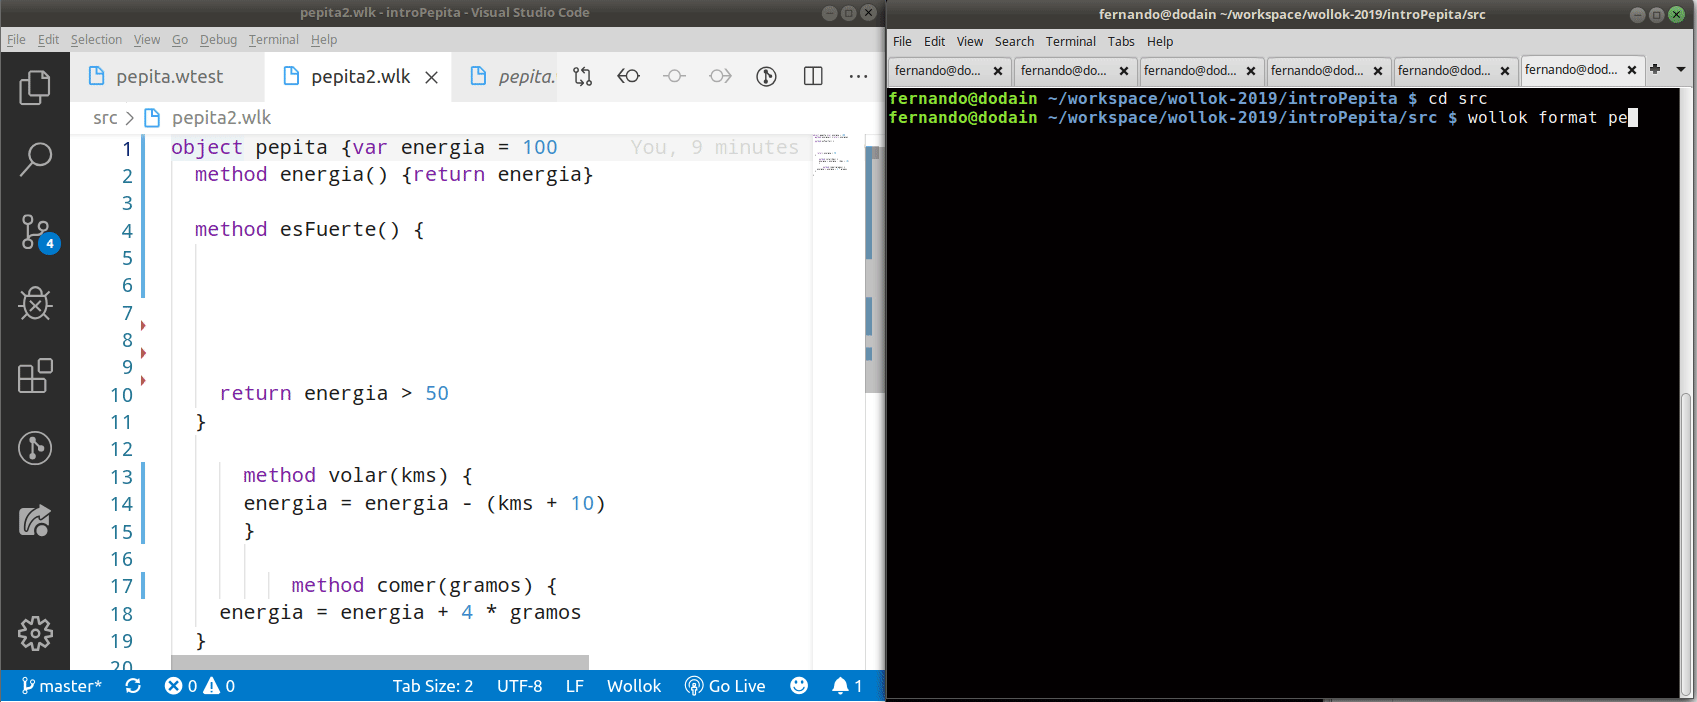 pepita2.wlk - introPepita - Visual Studio Code
File Edit Selection View Go Debug Terminal Help
pepita.wtest pepita2.wlk pepita.
src > pepita2.wlk
1 object pepita {var energia = 100 You, 9 minutes
2 method energia() {return energia}
3
4 method esFuerte() {
5
6
7
8
9
10 return energia > 50
11 }
12
13 method volar(kms) {
14 energia = energia - (kms + 10)
15 }
16
17 method comer(gramos) {
18 energia = energia + 4 * gramos
19 }
20
4
master* 0 0 Tab Size: 2 UTF-8 LF Wollok Go Live 1
fernando@dodain ~/workspace/wollok-2019/introPepita/src
File Edit View Search Terminal Tabs Help
fernando@do... fernando@do... fernando@dod... fernando@dod... fernando@dod... fernando@dod...
fernando@dodain ~/workspace/wollok-2019/introPepita $ cd src
fernando@dodain ~/workspace/wollok-2019/introPepita/src $ wollok format pe